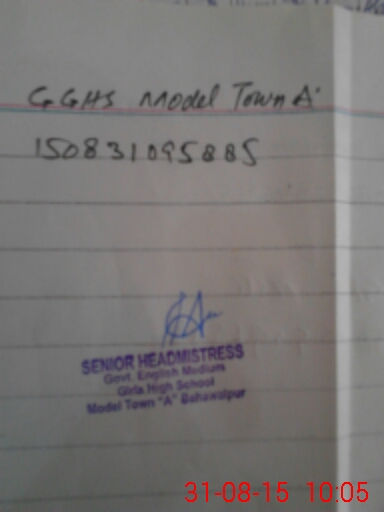 GGHS Model Town A'
150831095885
SENIOR HEADMISTRESS
Govt. English Medium
Girls High School
Model Town "A" Bahawalpur
31-08-15 10:05